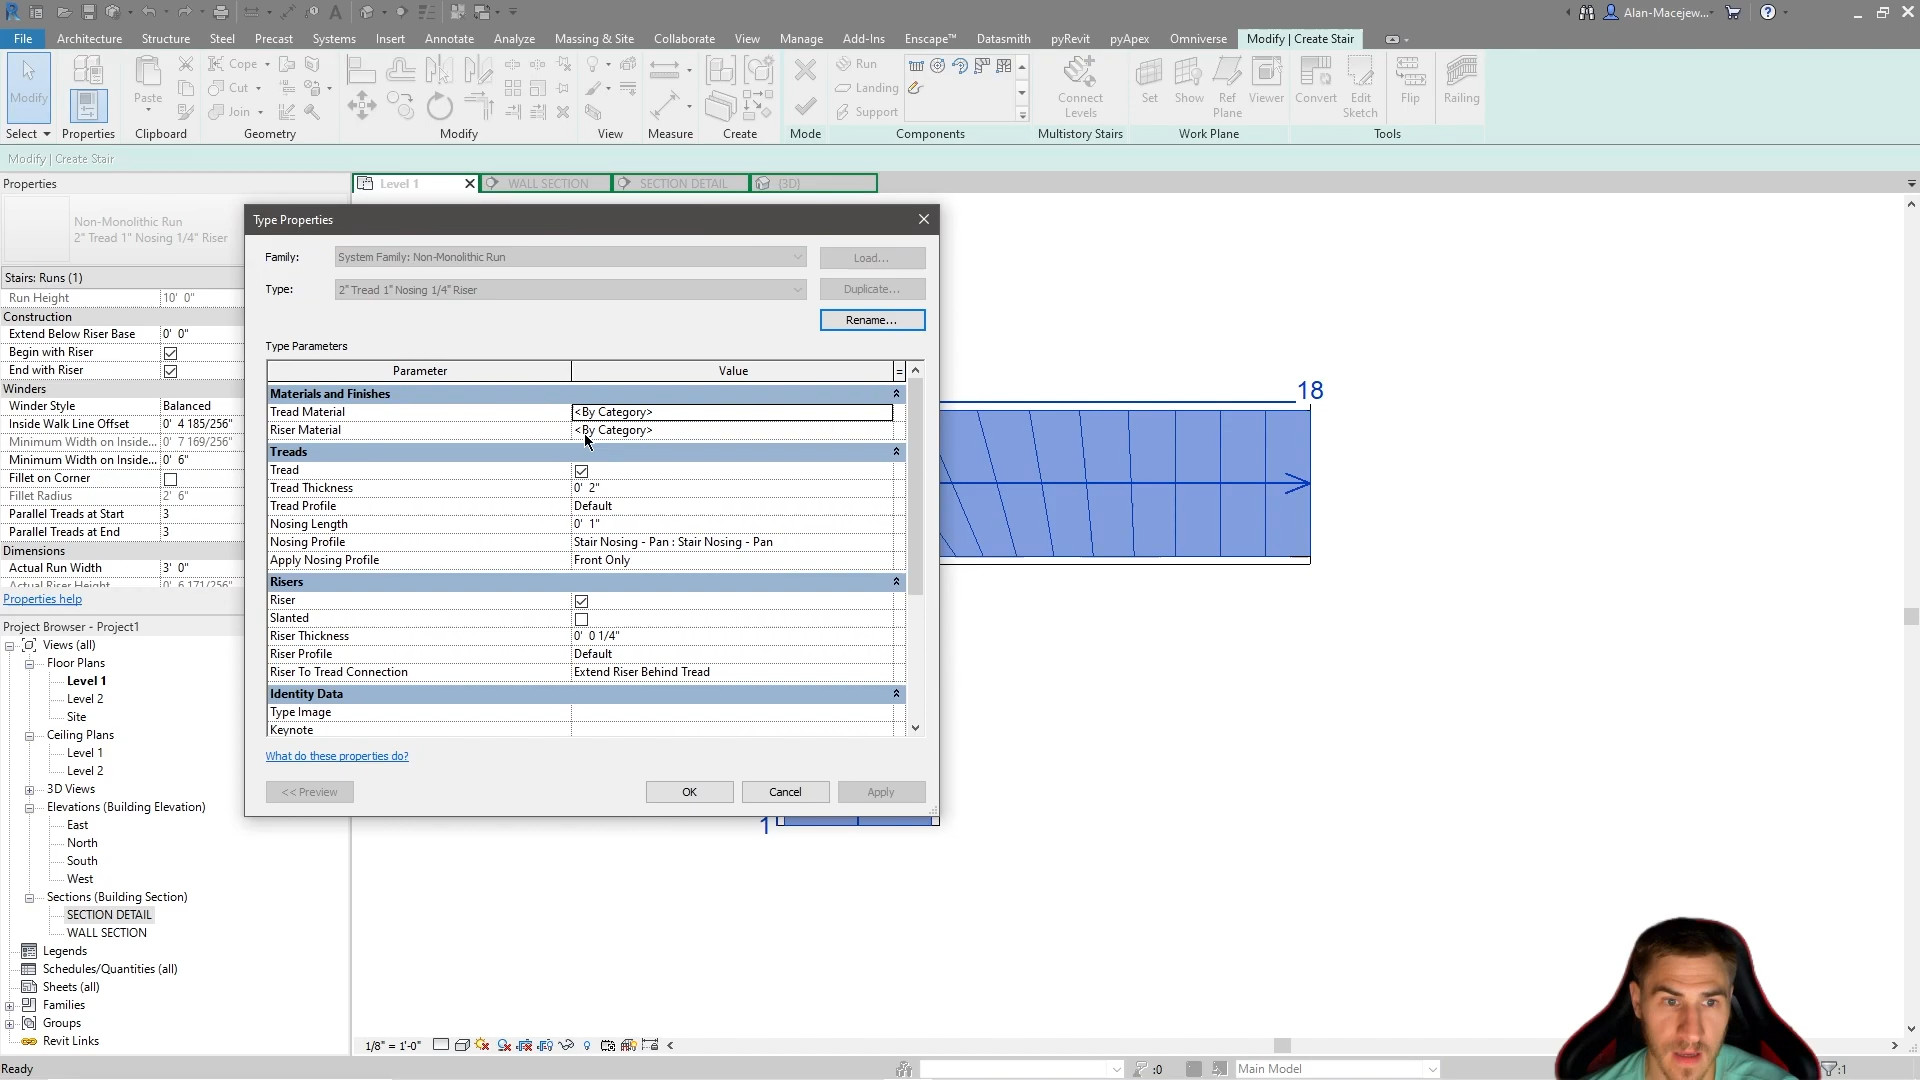 Alan-Macejew...
File Architecture Structure Steel Precast Systems Insert Annotate Analyze Massing & Site Collaborate View Manage Add-Ins Enscape™ Datasmith pyRevit pyApex Omniverse Modify | Create Stair
Cope
Run
Modify
Paste
Cut
Landing
Connect Levels
Set Show Ref Plane Viewer Convert Edit Sketch Flip Railing
Join
Support
Select Properties Clipboard Geometry Modify View Measure Create Mode Components Multistory Stairs Work Plane Tools
Modify | Create Stair
Properties
Level 1
WALL SECTION
SECTION DETAIL
{3D}
Non-Monolithic Run
2" Tread 1" Nosing 1/4" Riser
Stairs: Runs (1)
Run Height 10' 0"
Construction
Extend Below Riser Base 0' 0"
Begin with Riser
End with Riser
Winders
Winder Style Balanced
Inside Walk Line Offset 0' 4 185/256"
Minimum Width on Inside... 0' 7 169/256"
Minimum Width on Inside... 0' 6"
Fillet on Corner
Fillet Radius 2' 6"
Parallel Treads at Start 3
Parallel Treads at End 3
Dimensions
Actual Run Width 3' 0"
Actual Riser Height 0' 6 171/256"
Properties help
Project Browser - Project1
Views (all)
Floor Plans
Level 1
Level 2
Site
Ceiling Plans
Level 1
Level 2
3D Views
Elevations (Building Elevation)
East
North
South
West
Sections (Building Section)
SECTION DETAIL
WALL SECTION
Legends
Schedules/Quantities (all)
Sheets (all)
Families
Groups
Revit Links
Type Properties
Family: System Family: Non-Monolithic Run Load...
Type: 2" Tread 1" Nosing 1/4" Riser Duplicate...
Rename...
Type Parameters
Parameter Value =
Materials and Finishes
Tread Material <By Category>
Riser Material <By Category>
Treads
Tread
Tread Thickness 0' 2"
Tread Profile Default
Nosing Length 0' 1"
Nosing Profile Stair Nosing - Pan : Stair Nosing - Pan
Apply Nosing Profile Front Only
Risers
Riser
Slanted
Riser Thickness 0' 0 1/4"
Riser Profile Default
Riser To Tread Connection Extend Riser Behind Tread
Identity Data
Type Image
Keynote
What do these properties do?
<< Preview OK Cancel Apply
18
1
1/8" = 1'-0"
Ready
:0
Main Model
:1